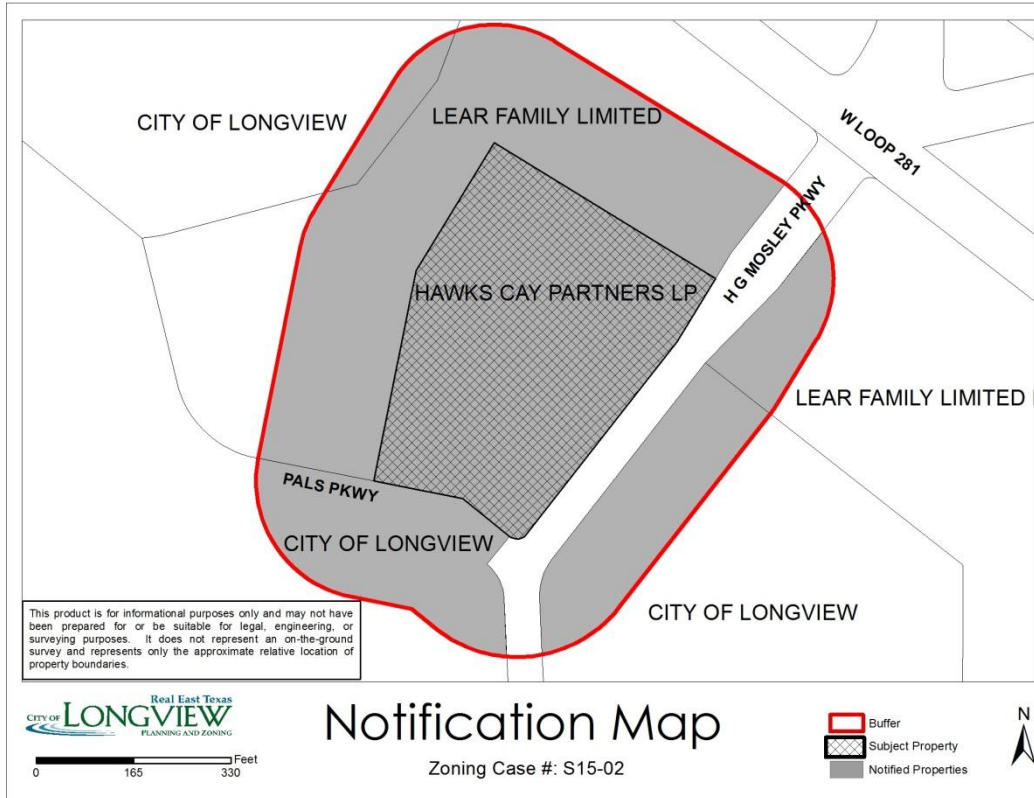 CITY OF LONGVIEW
LEAR FAMILY LIMITED
W LOOP 281
H G MOSLEY PKWY
HAWKS CAY PARTNERS LP
LEAR FAMILY LIMITED
PALS PKWY
CITY OF LONGVIEW
CITY OF LONGVIEW
This product is for informational purposes only and may not have
been prepared for or be suitable for legal, engineering, or
surveying purposes. It does not represent an on-the-ground
survey and represents only the approximate relative location of
property boundaries.
Real East Texas
CITY OF LONGVIEW
PLANNING AND ZONING
Feet
0 165 330
Notification Map
Zoning Case #: S15-02
Buffer
Subject Property
Notified Properties
N